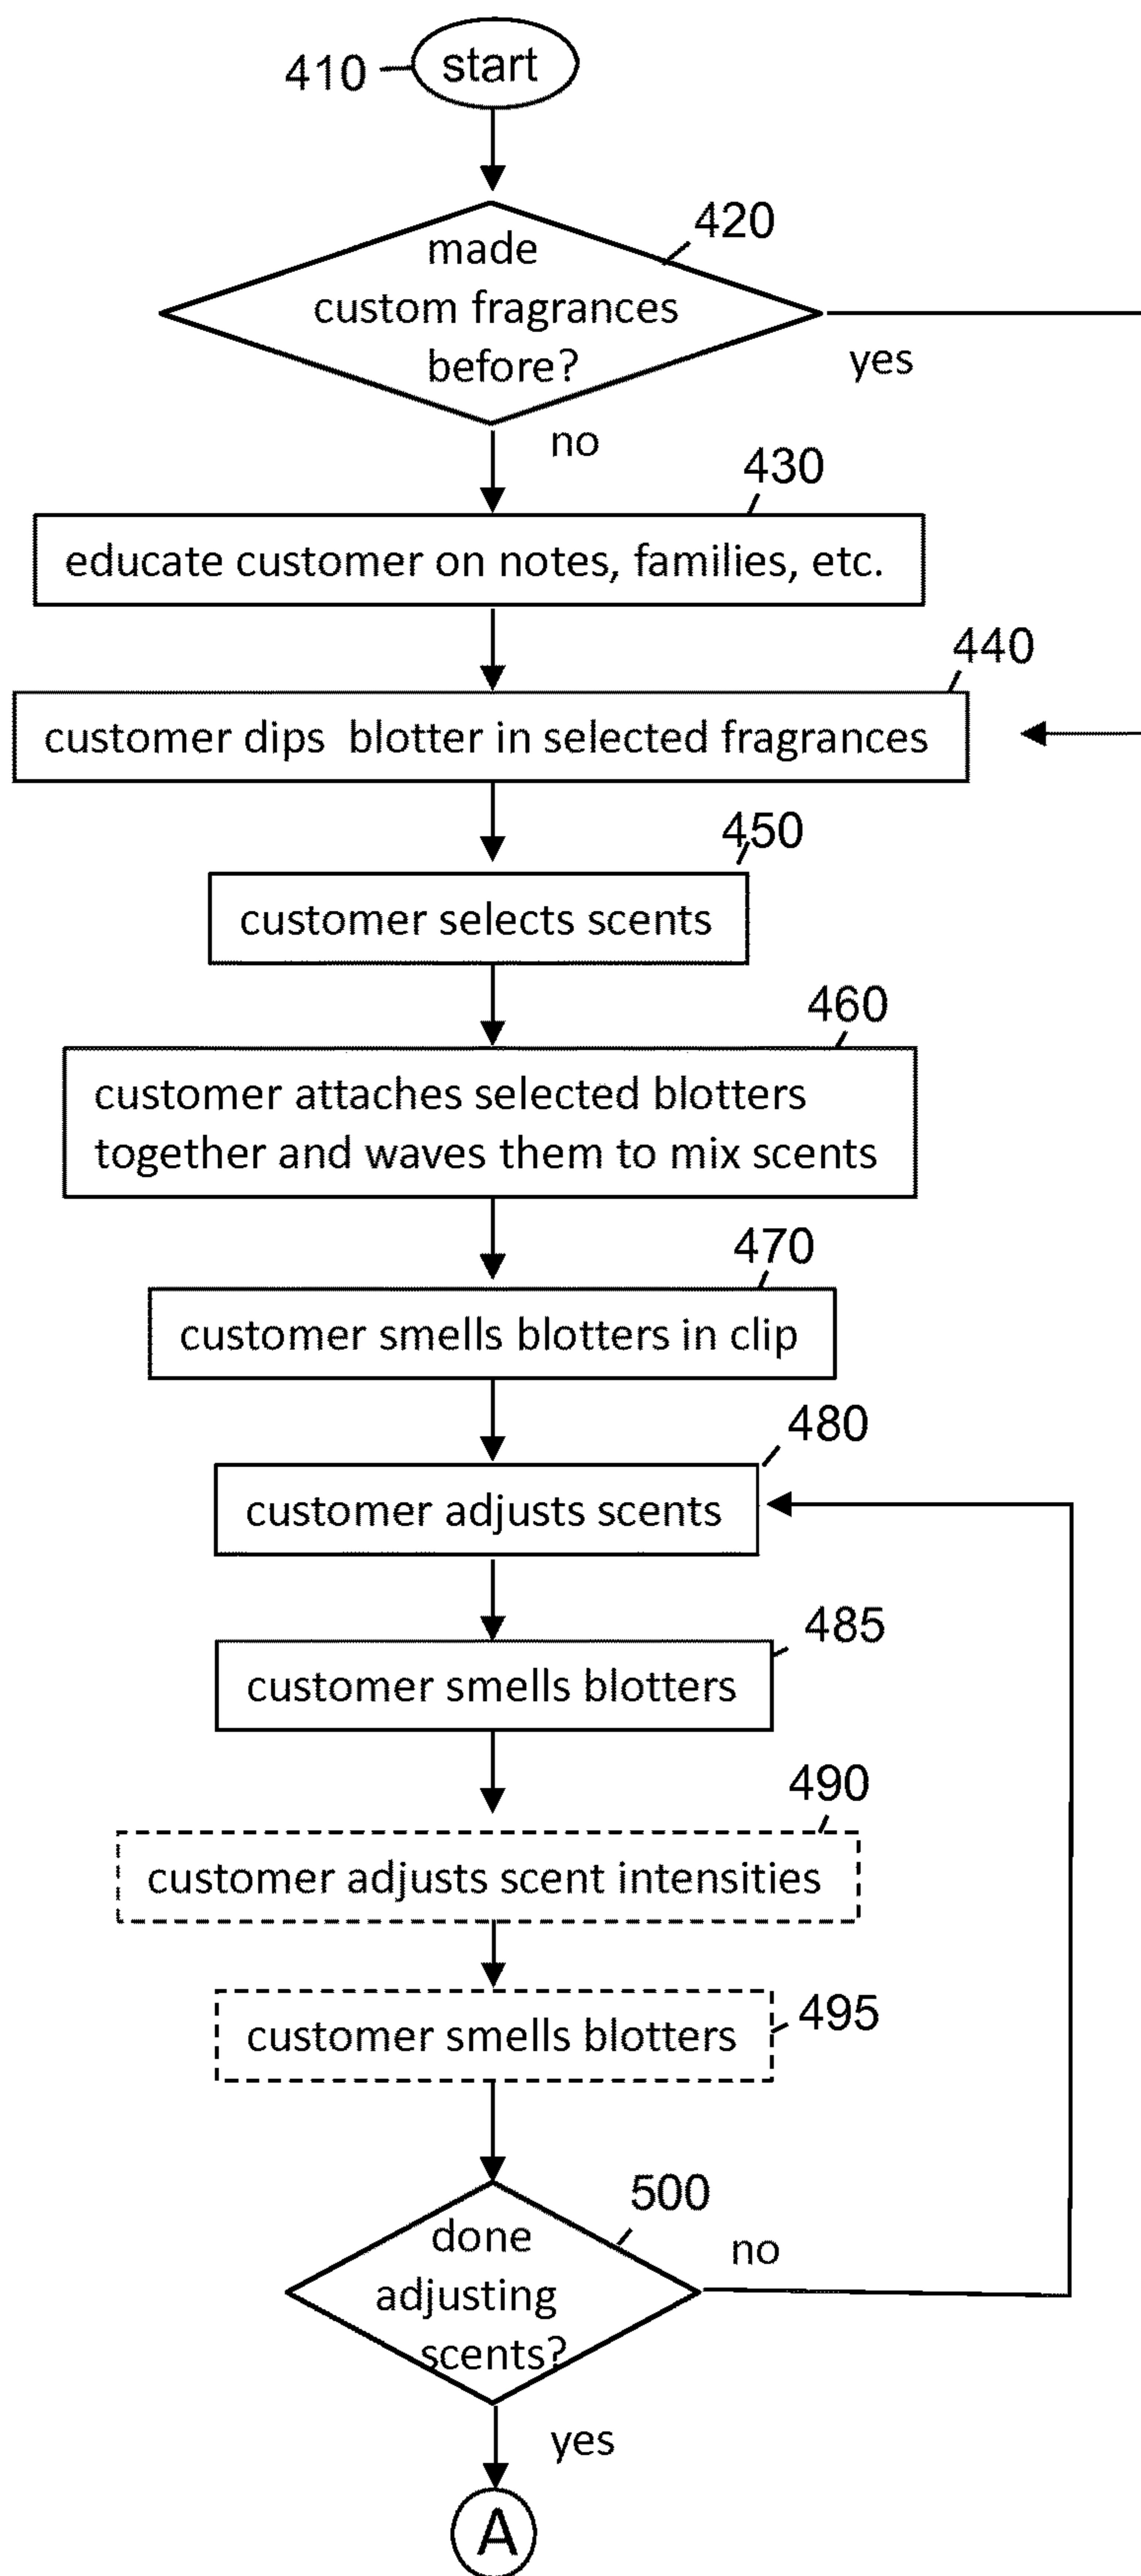 410
start
420
made
custom fragrances
before?
yes
no
430
educate customer on notes, families, etc.
440
customer dips blotter in selected fragrances
450
customer selects scents
460
customer attaches selected blotters
together and waves them to mix scents
470
customer smells blotters in clip
480
customer adjusts scents
485
customer smells blotters
490
customer adjusts scent intensities
495
customer smells blotters
500
done
adjusting
scents?
no
yes
A